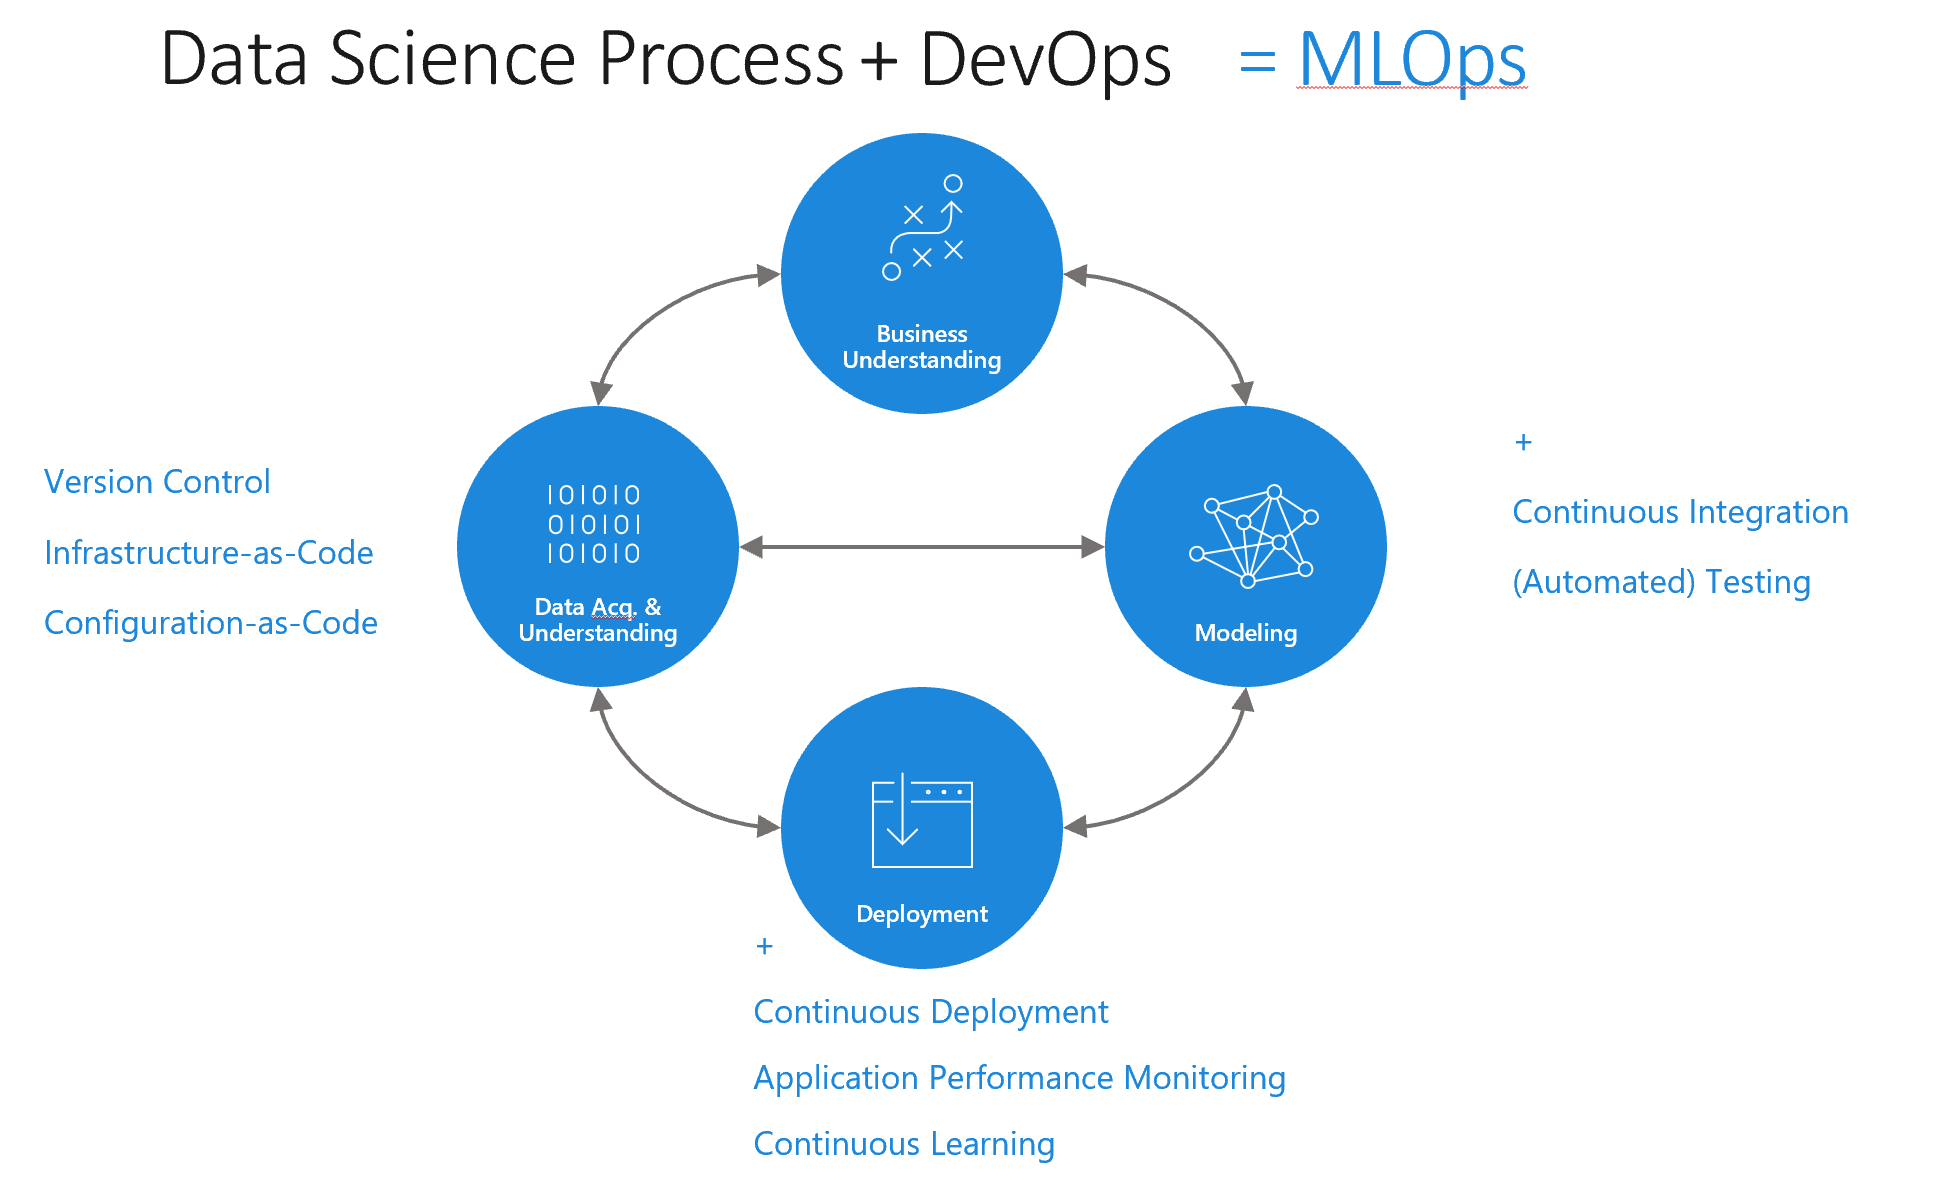 Data Science Process + DevOps = MLOps
Business
Understanding
Version Control
Infrastructure-as-Code
Configuration-as-Code
101010
010101
101010
Data Acq. &
Understanding
Modeling
+
Continuous Integration
(Automated) Testing
Deployment
+
Continuous Deployment
Application Performance Monitoring
Continuous Learning